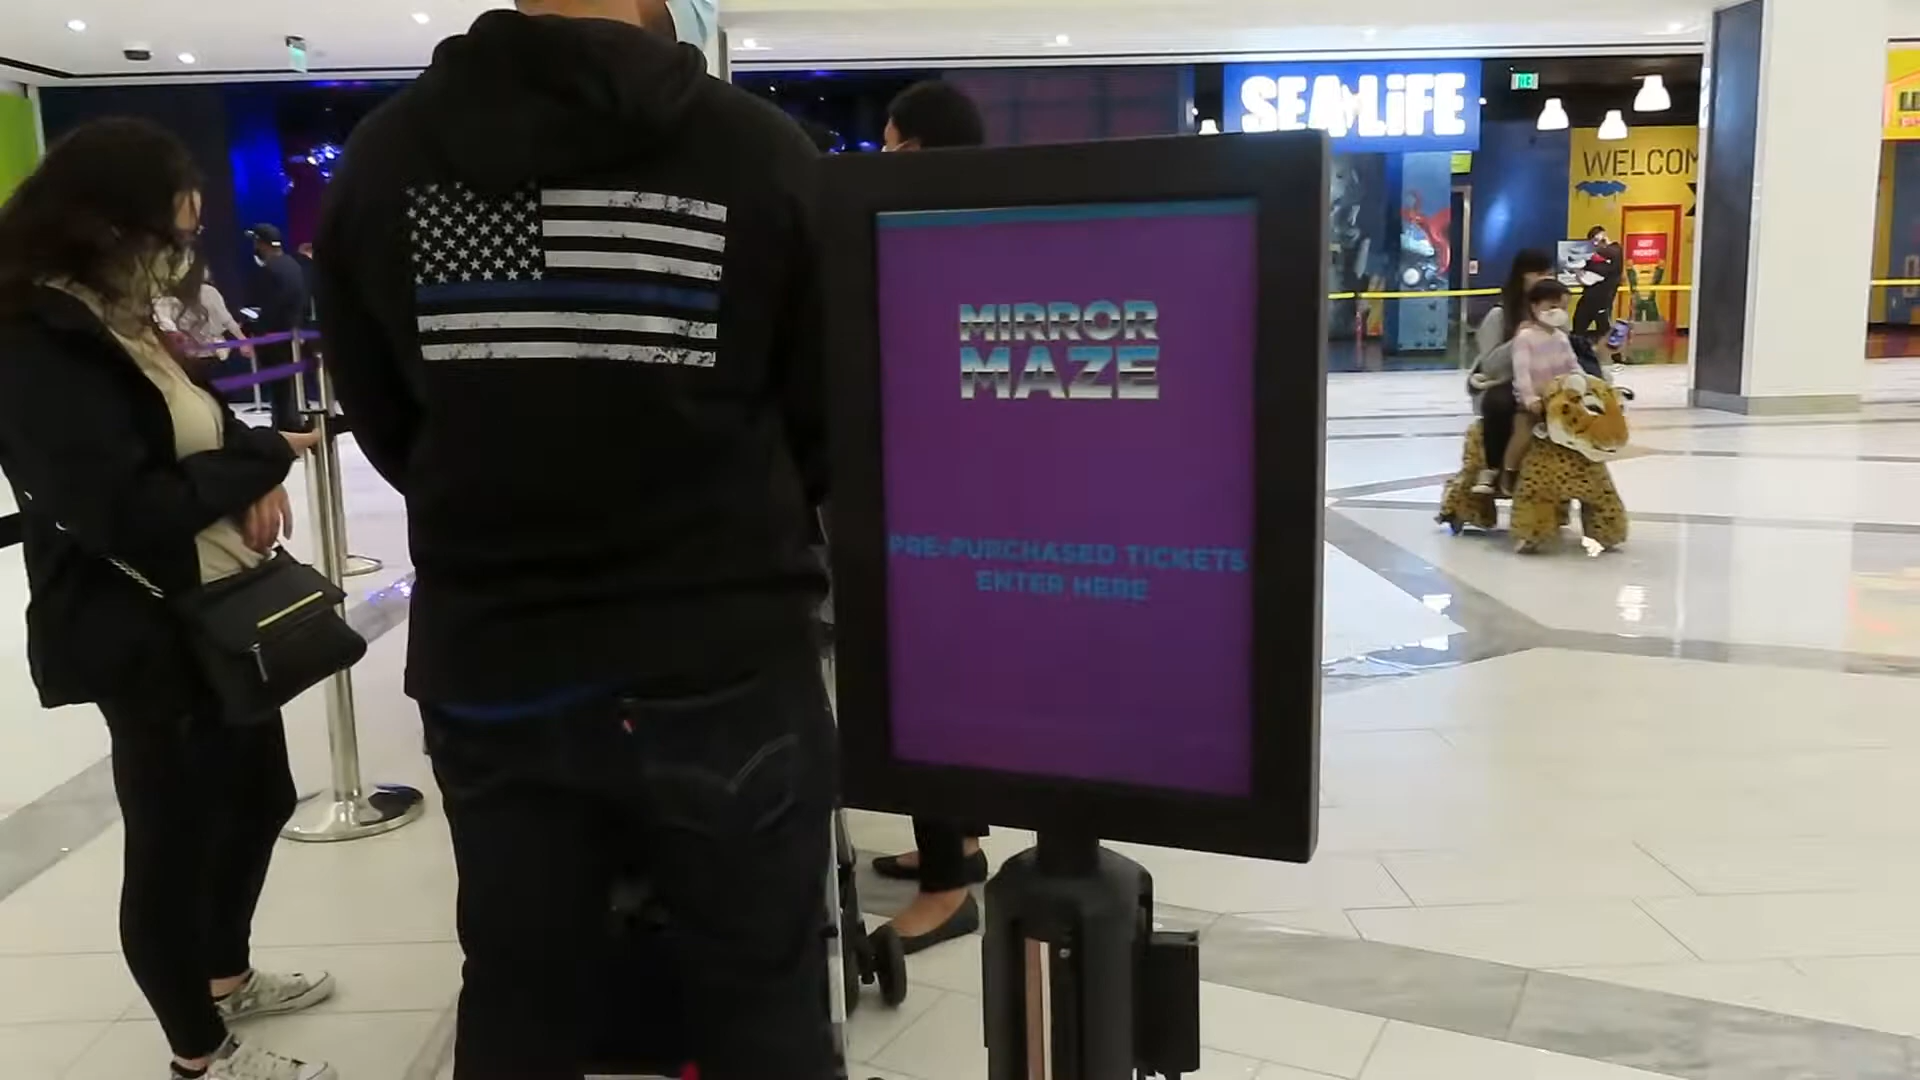 SEA LiFE
WELCOM
MIRROR
MAZE
PRE-PURCHASED TICKETS
ENTER HERE